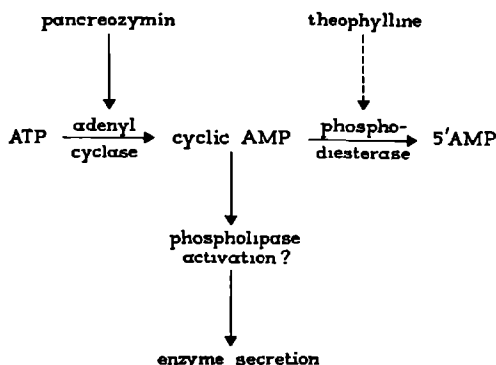 pancreozymin theophylline
adenyl phospho-
ATP cyclic AMP 5'AMP
cyclase diesterase
phospholipase
activation?
enzyme secretion